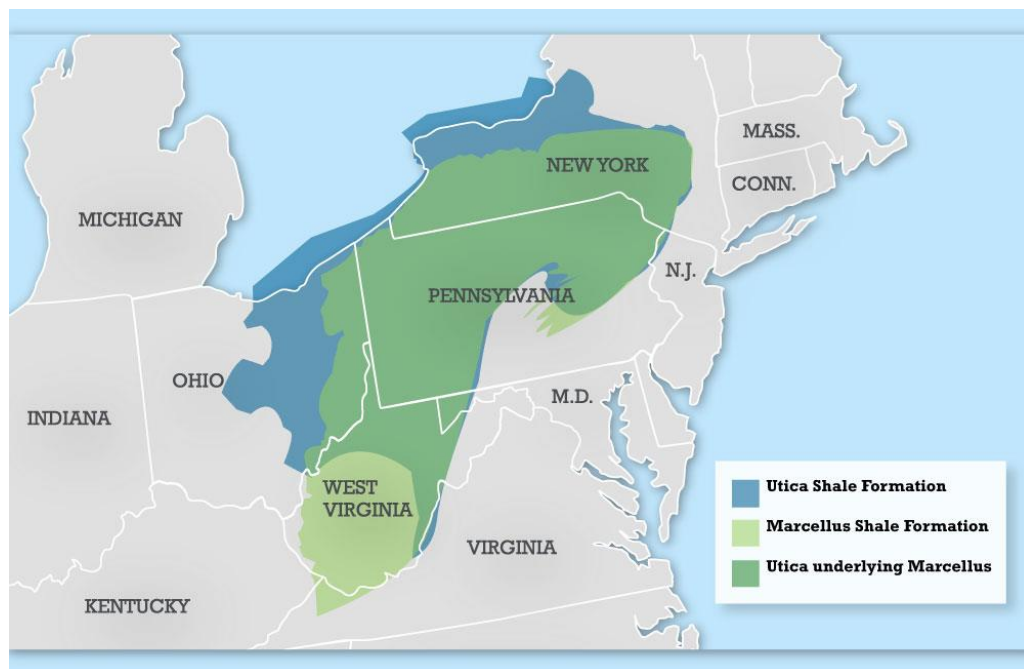 MASS.
NEW YORK
CONN.
MICHIGAN
N.J.
PENNSYLVANIA
OHIO
M.D.
INDIANA
WEST
VIRGINIA
VIRGINIA
KENTUCKY
Utica Shale Formation
Marcellus Shale Formation
Utica underlying Marcellus